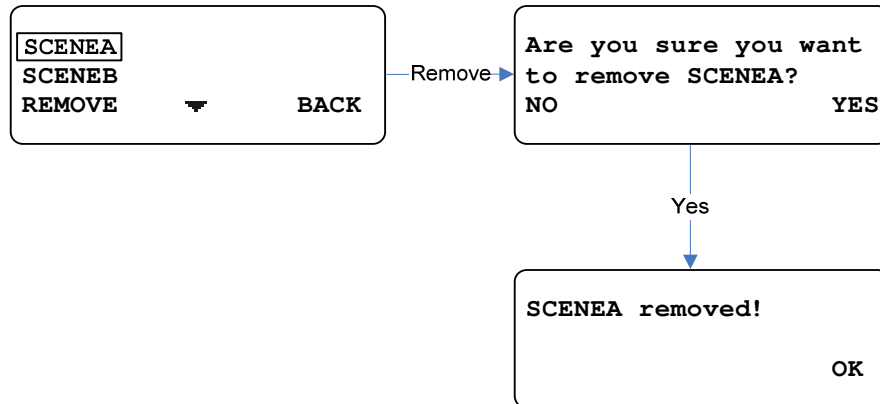 SCENEA
SCENEB
REMOVE BACK
Remove
Are you sure you want
to remove SCENEA?
NO YES
Yes
SCENEA removed!
OK